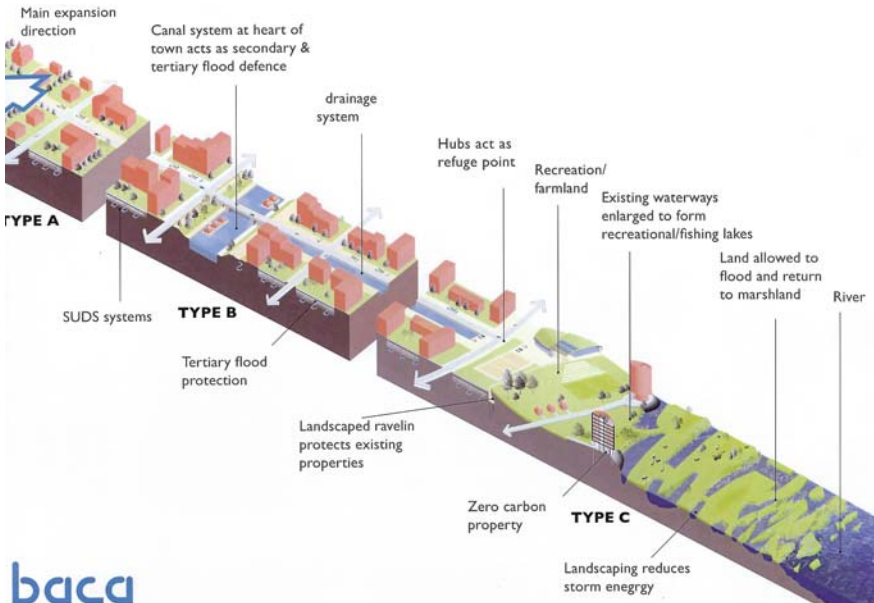 Main expansion
direction
Canal system at heart of
town acts as secondary &
tertiary flood defence
drainage
system
Hubs act as
refuge point
Recreation/
farmland
Existing waterways
enlarged to form
recreational/fishing lakes
Land allowed to
flood and return
to marshland
River
TYPE A
SUDS systems
TYPE B
Tertiary flood
protection
Landscaped ravelin
protects existing
properties
Zero carbon
property
TYPE C
Landscaping reduces
storm enegrgy
baca